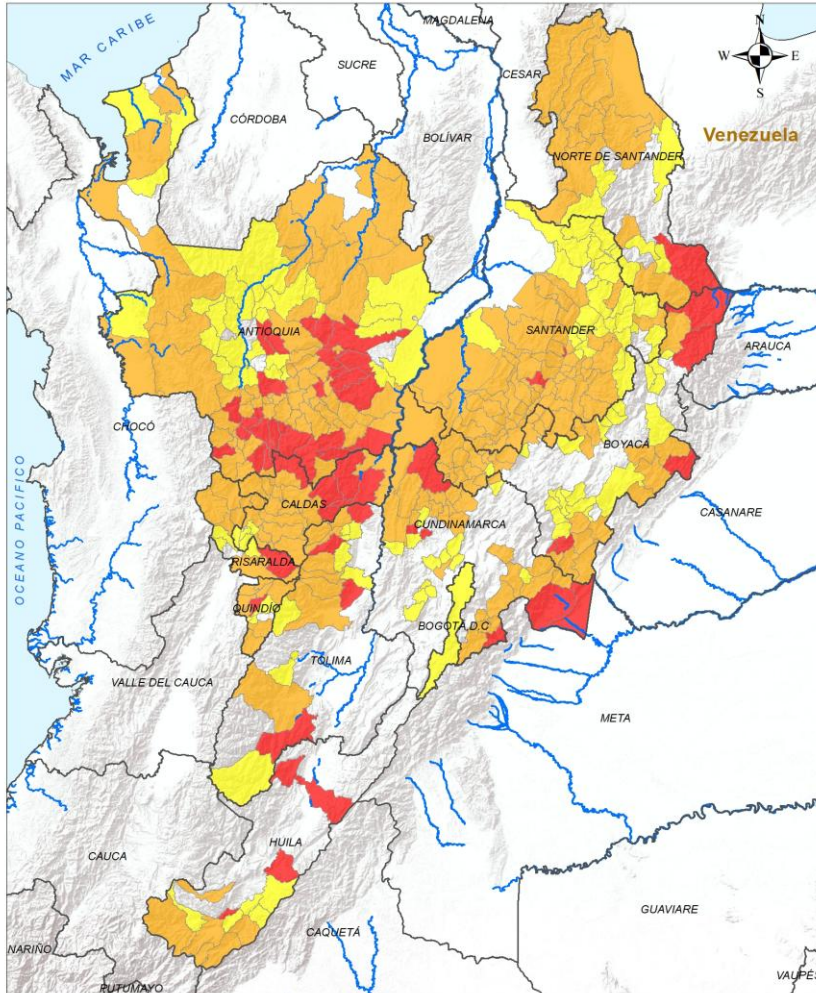 MAGDALENA
N
MAR CARIBE
W E
SUCRE
CESAR
S
CÓRDOBA
Venezuela
BOLÍVAR
NORTE DE SANTANDER
ANTIOQUIA
SANTANDER
ARAUCA
CHOCÓ
BOYACÁ
OCEANO PACIFICO
CALDAS
CASANARE
CUNDINAMARCA
RISARALDA
QUINDÍO
BOGOTÁ, D.C.
TOLIMA
VALLE DEL CAUCA
META
HUILA
CAUCA
GUAVIARE
CAQUETÁ
NARIÑO
VAUPÉS
PUTUMAYO